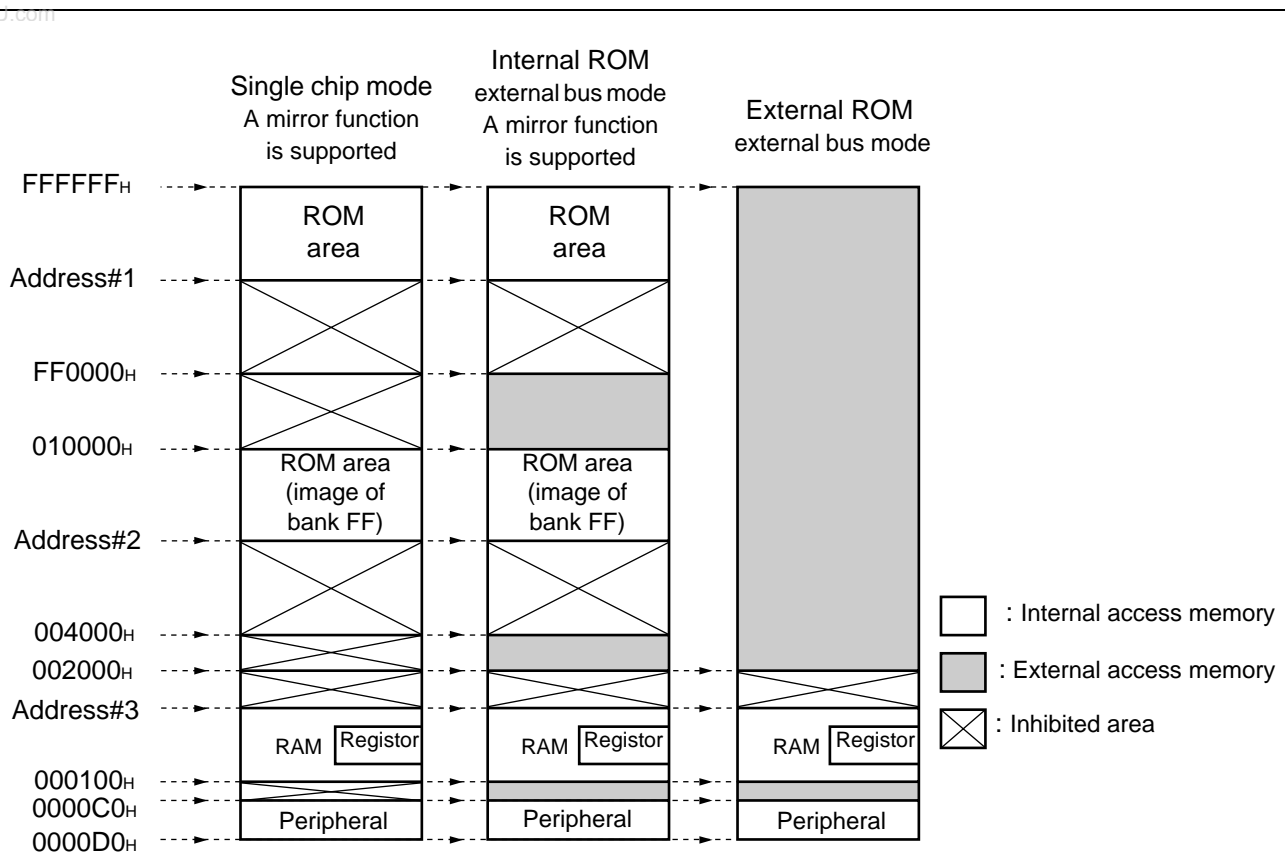 J.com
Single chip mode
A mirror function
is supported
Internal ROM
external bus mode
A mirror function
is supported
External ROM
external bus mode
FFFFFFH
ROM
area
ROM
area
Address#1
FF0000H
010000H
ROM area
(image of
bank FF)
ROM area
(image of
bank FF)
Address#2
004000H
002000H
Address#3
RAM
Registor
RAM
Registor
RAM
Registor
000100H
0000C0H
Peripheral
Peripheral
Peripheral
0000D0H
: Internal access memory
: External access memory
: Inhibited area